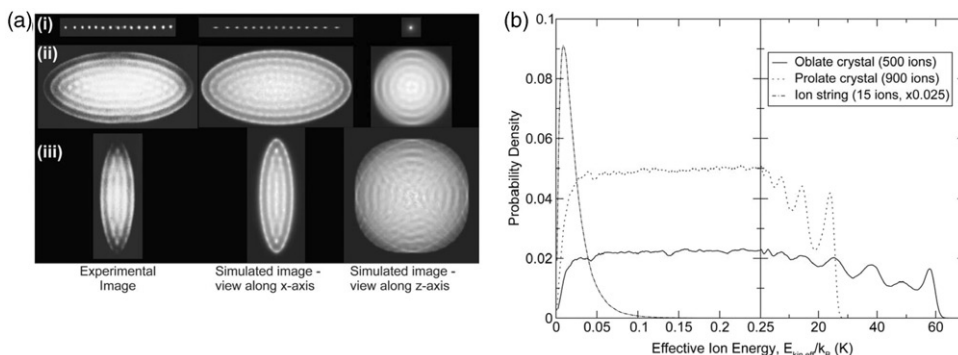 (a)
(i)
(ii)
(iii)
Experimental
Image
Simulated image -
view along x-axis
Simulated image -
view along z-axis
(b)
Probability Density
0.1
0.08
0.06
0.04
0.02
0
Oblate crystal (500 ions)
Prolate crystal (900 ions)
Ion string (15 ions, x0.025)
0 0.05 0.1 0.15 0.2 0.25 20 40 60
Effective Ion Energy, E_kin,eff/k_B (K)